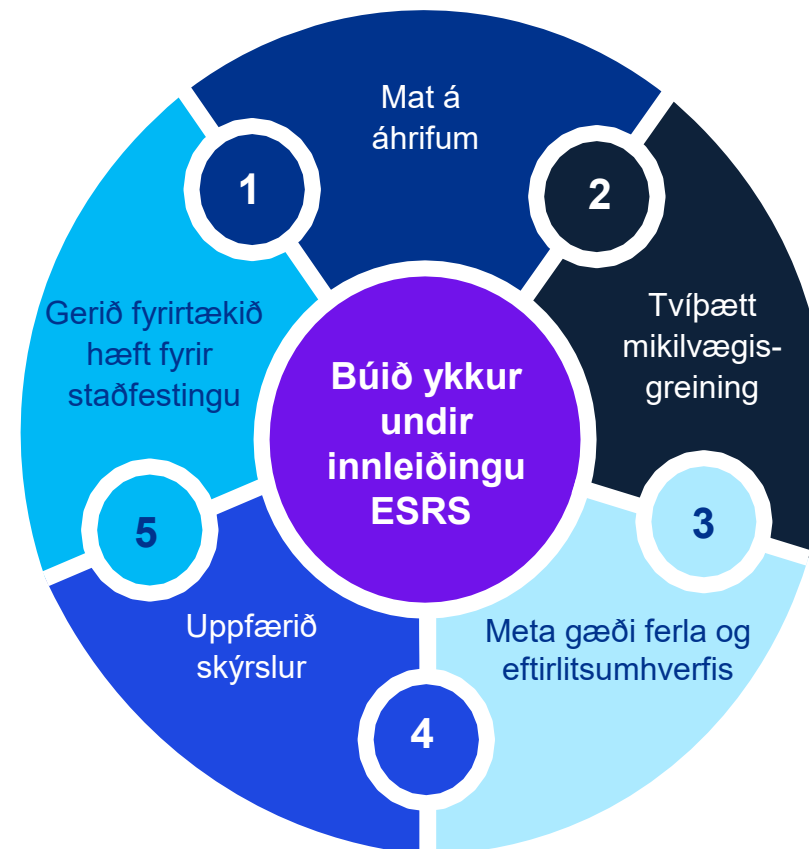 1
Mat á
áhrifum
2
Tvíþætt
mikilvægis-
greining
3
Meta gæði ferla og
eftirlitsumhverfis
4
Uppfærið
skýrslur
5
Gerið fyrirtækið
hæft fyrir
staðfestingu
Búið ykkur
undir
innleiðingu
ESRS